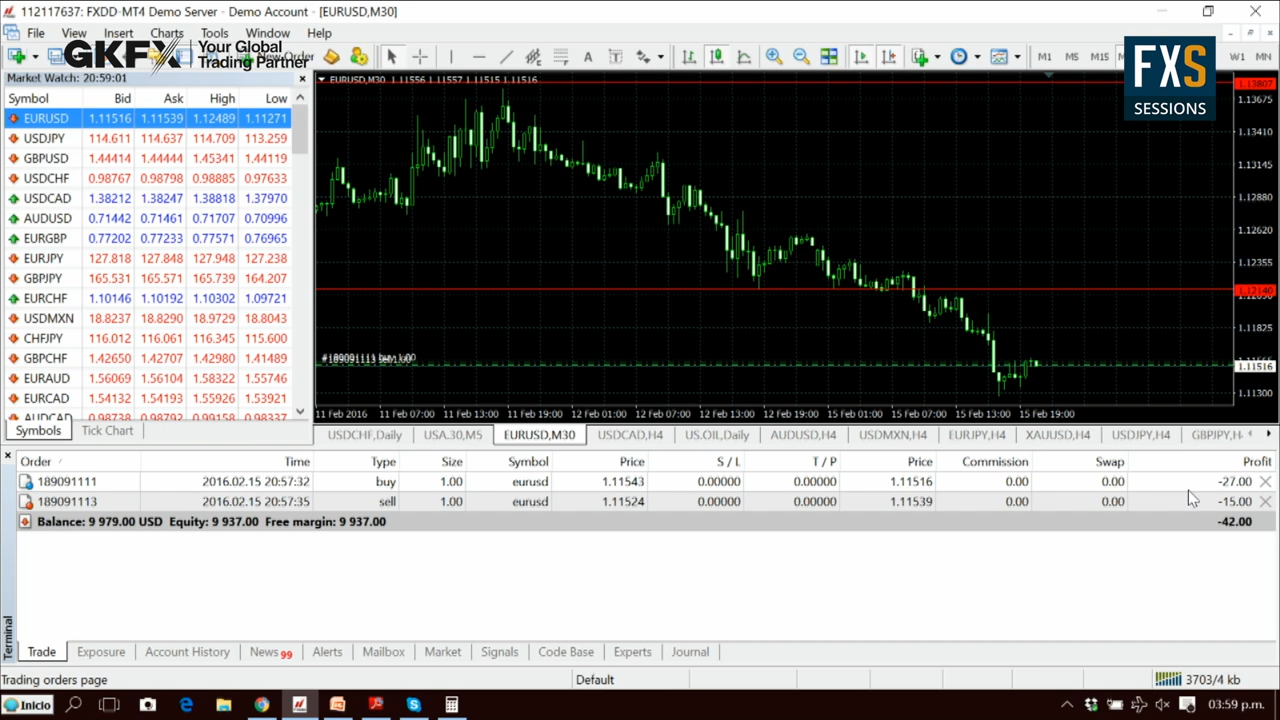 112117637: FXDD-MT4 Demo Server - Demo Account - [EURUSD,M30]
File View Insert Charts Tools Window Help
GKFX Your Global Trading Partner
New Order
M1 M5 M15 W1 MN
FXS
SESSIONS
Market Watch: 20:59:01
Symbol Bid Ask High Low
EURUSD 1.11516 1.11539 1.12489 1.11271
USDJPY 114.611 114.637 114.709 113.259
GBPUSD 1.44414 1.44444 1.45341 1.44119
USDCHF 0.98767 0.98798 0.98885 0.97633
USDCAD 1.38212 1.38247 1.38818 1.37970
AUDUSD 0.71442 0.71461 0.71707 0.70996
EURGBP 0.77202 0.77233 0.77571 0.76965
EURJPY 127.818 127.848 127.948 127.238
GBPJPY 165.531 165.571 165.739 164.207
EURCHF 1.10146 1.10192 1.10302 1.09721
USDMXN 18.8237 18.8290 18.9729 18.8043
CHFJPY 116.012 116.061 116.345 115.600
GBPCHF 1.42650 1.42707 1.42980 1.41489
EURAUD 1.56069 1.56104 1.58322 1.55746
EURCAD 1.54132 1.54193 1.55926 1.53921
AUDCAD 0.98738 0.98792 0.99158 0.98337
Symbols Tick Chart
EURUSD,M30 1.11556 1.11557 1.11515 1.11516
1.13807
1.13675
1.13410
1.13145
1.12880
1.12620
1.12355
1.12140
1.11825
1.11516
1.11300
11 Feb 2016 11 Feb 07:00 11 Feb 13:00 11 Feb 19:00 12 Feb 01:00 12 Feb 07:00 12 Feb 13:00 12 Feb 19:00 15 Feb 01:00 15 Feb 07:00 15 Feb 13:00 15 Feb 19:00
USDCHF,Daily USA.30,M5 EURUSD,M30 USDCAD,H4 US.OIL,Daily AUDUSD,H4 USDMXN,H4 EURJPY,H4 XAUUSD,H4 USDJPY,H4 GBPJPY,H4
Order Time Type Size Symbol Price S / L T / P Price Commission Swap Profit
189091111 2016.02.15 20:57:32 buy 1.00 eurusd 1.11543 0.00000 0.00000 1.11516 0.00 0.00 -27.00
189091113 2016.02.15 20:57:35 sell 1.00 eurusd 1.11524 0.00000 0.00000 1.11539 0.00 0.00 -15.00
Balance: 9 979.00 USD Equity: 9 937.00 Free margin: 9 937.00 -42.00
Terminal
Trade Exposure Account History News 99 Alerts Mailbox Market Signals Code Base Experts Journal
Trading orders page Default 3703/4 kb
Inicio 03:59 p.m.